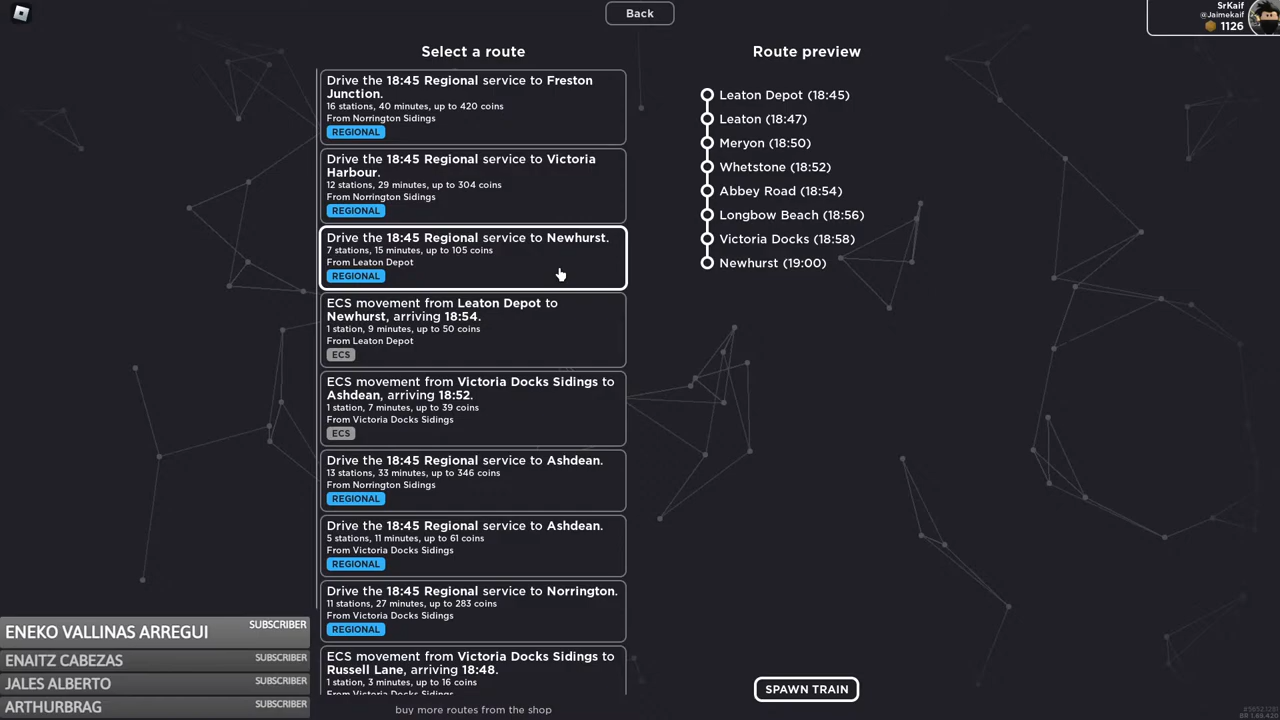 Back
SrKaif
@Jaimekaif
1126
Select a route
Drive the 18:45 Regional service to Freston
Junction.
16 stations, 40 minutes, up to 420 coins
From Norrington Sidings
REGIONAL
Drive the 18:45 Regional service to Victoria
Harbour.
12 stations, 29 minutes, up to 304 coins
From Norrington Sidings
REGIONAL
Drive the 18:45 Regional service to Newhurst.
7 stations, 15 minutes, up to 105 coins
From Leaton Depot
REGIONAL
ECS movement from Leaton Depot to
Newhurst, arriving 18:54.
1 station, 9 minutes, up to 50 coins
From Leaton Depot
ECS
ECS movement from Victoria Docks Sidings to
Ashdean, arriving 18:52.
1 station, 7 minutes, up to 39 coins
From Victoria Docks Sidings
ECS
Drive the 18:45 Regional service to Ashdean.
13 stations, 33 minutes, up to 346 coins
From Norrington Sidings
REGIONAL
Drive the 18:45 Regional service to Ashdean.
5 stations, 11 minutes, up to 61 coins
From Victoria Docks Sidings
REGIONAL
Drive the 18:45 Regional service to Norrington.
11 stations, 27 minutes, up to 283 coins
From Victoria Docks Sidings
REGIONAL
ECS movement from Victoria Docks Sidings to
Russell Lane, arriving 18:48.
1 station, 3 minutes, up to 16 coins
From Victoria Docks Sidings
buy more routes from the shop
Route preview
Leaton Depot (18:45)
Leaton (18:47)
Meryon (18:50)
Whetstone (18:52)
Abbey Road (18:54)
Longbow Beach (18:56)
Victoria Docks (18:58)
Newhurst (19:00)
SPAWN TRAIN
ENEKO VALLINAS ARREGUI SUBSCRIBER
ENAITZ CABEZAS SUBSCRIBER
JALES ALBERTO SUBSCRIBER
ARTHURBRAG SUBSCRIBER